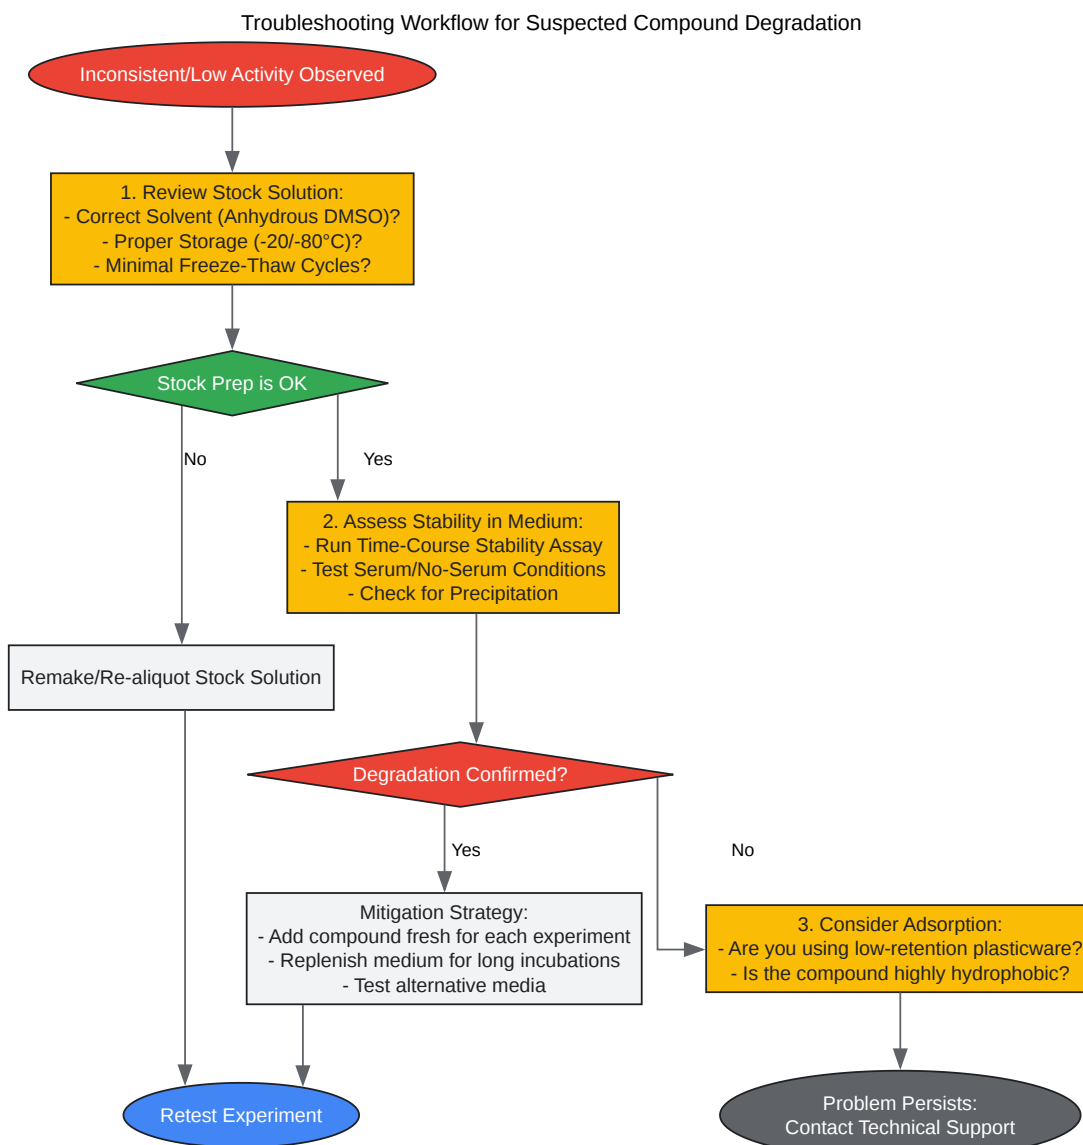 Troubleshooting Workflow for Suspected Compound Degradation
Inconsistent/Low Activity Observed
1. Review Stock Solution:
- Correct Solvent (Anhydrous DMSO)?
- Proper Storage (-20/-80°C)?
- Minimal Freeze-Thaw Cycles?
Stock Prep is OK
No
Yes
2. Assess Stability in Medium:
- Run Time-Course Stability Assay
- Test Serum/No-Serum Conditions
- Check for Precipitation
Remake/Re-aliquot Stock Solution
Degradation Confirmed?
Yes
No
Mitigation Strategy:
- Add compound fresh for each experiment
- Replenish medium for long incubations
- Test alternative media
3. Consider Adsorption:
- Are you using low-retention plasticware?
- Is the compound highly hydrophobic?
Retest Experiment
Problem Persists:
Contact Technical Support